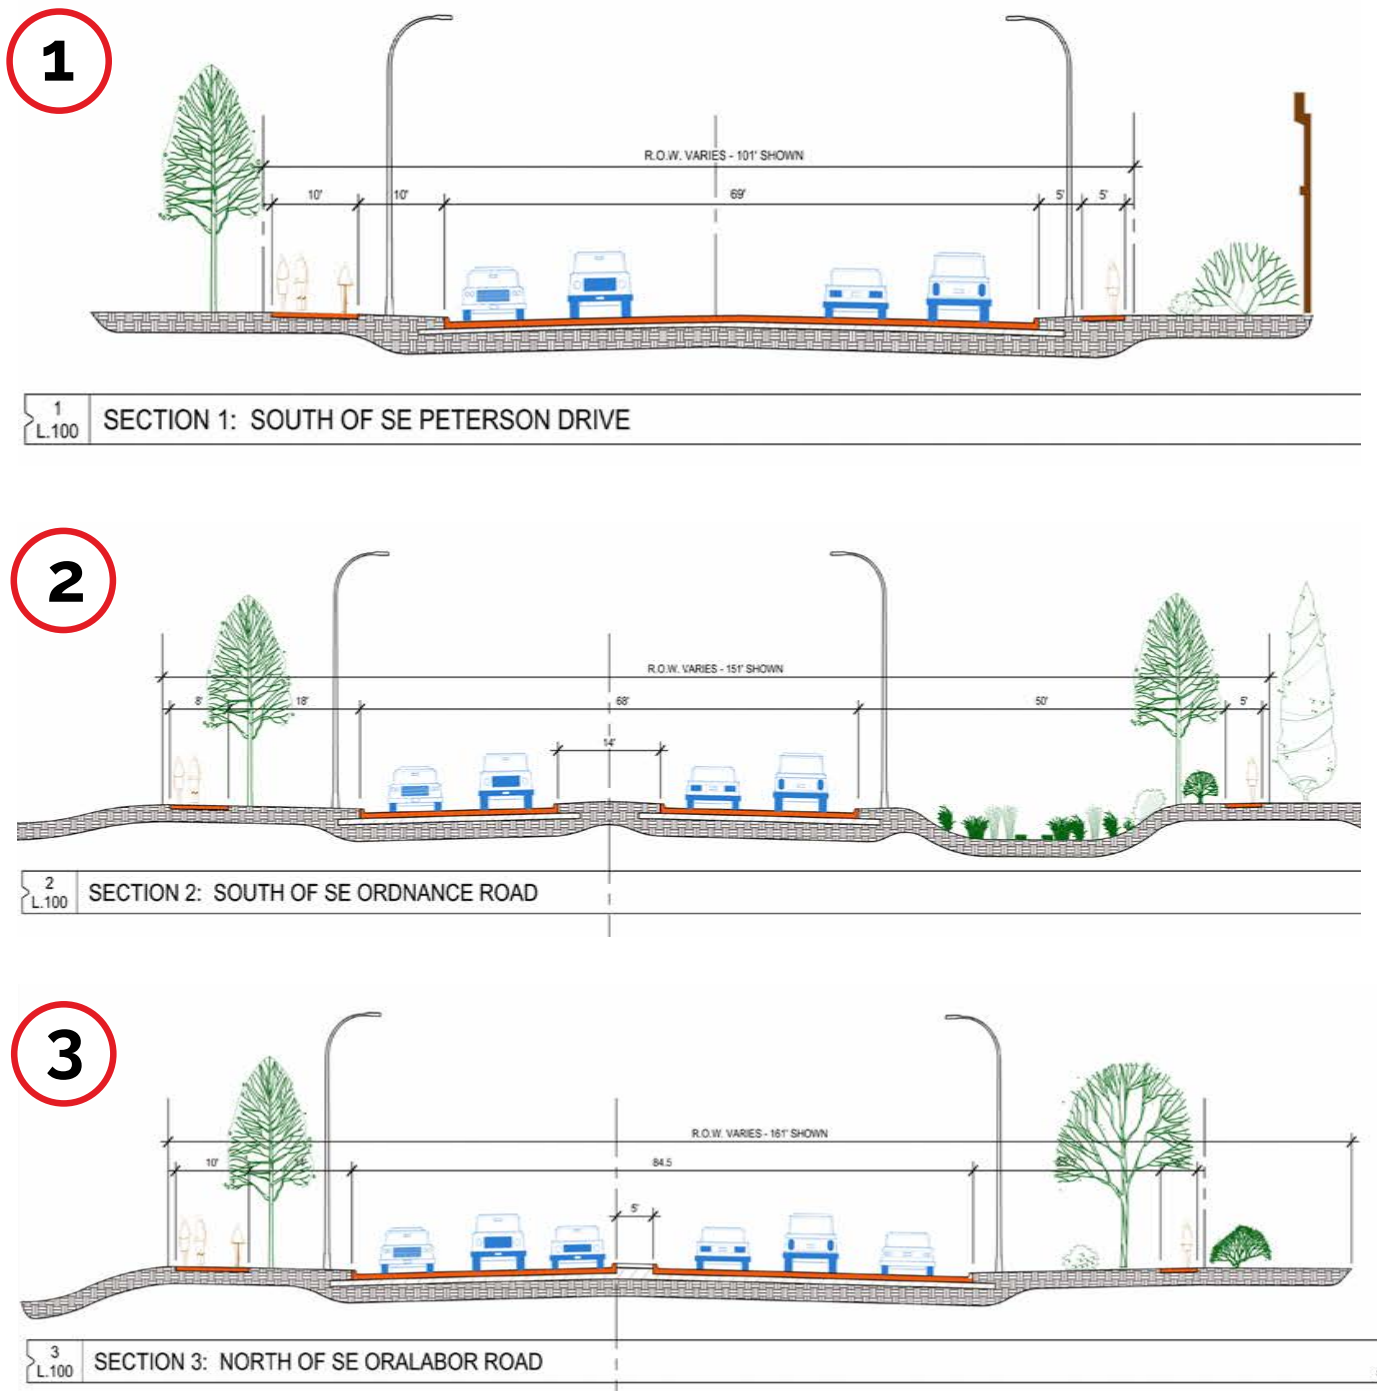 1
R.O.W. VARIES - 101' SHOWN
10' 10' 69' 5' 5'
1
L.100
SECTION 1: SOUTH OF SE PETERSON DRIVE
2
R.O.W. VARIES - 151' SHOWN
8' 18' 68' 50' 5'
14'
2
L.100
SECTION 2: SOUTH OF SE ORDNANCE ROAD
3
R.O.W. VARIES - 161' SHOWN
10' 84.5
5'
3
L.100
SECTION 3: NORTH OF SE ORALABOR ROAD